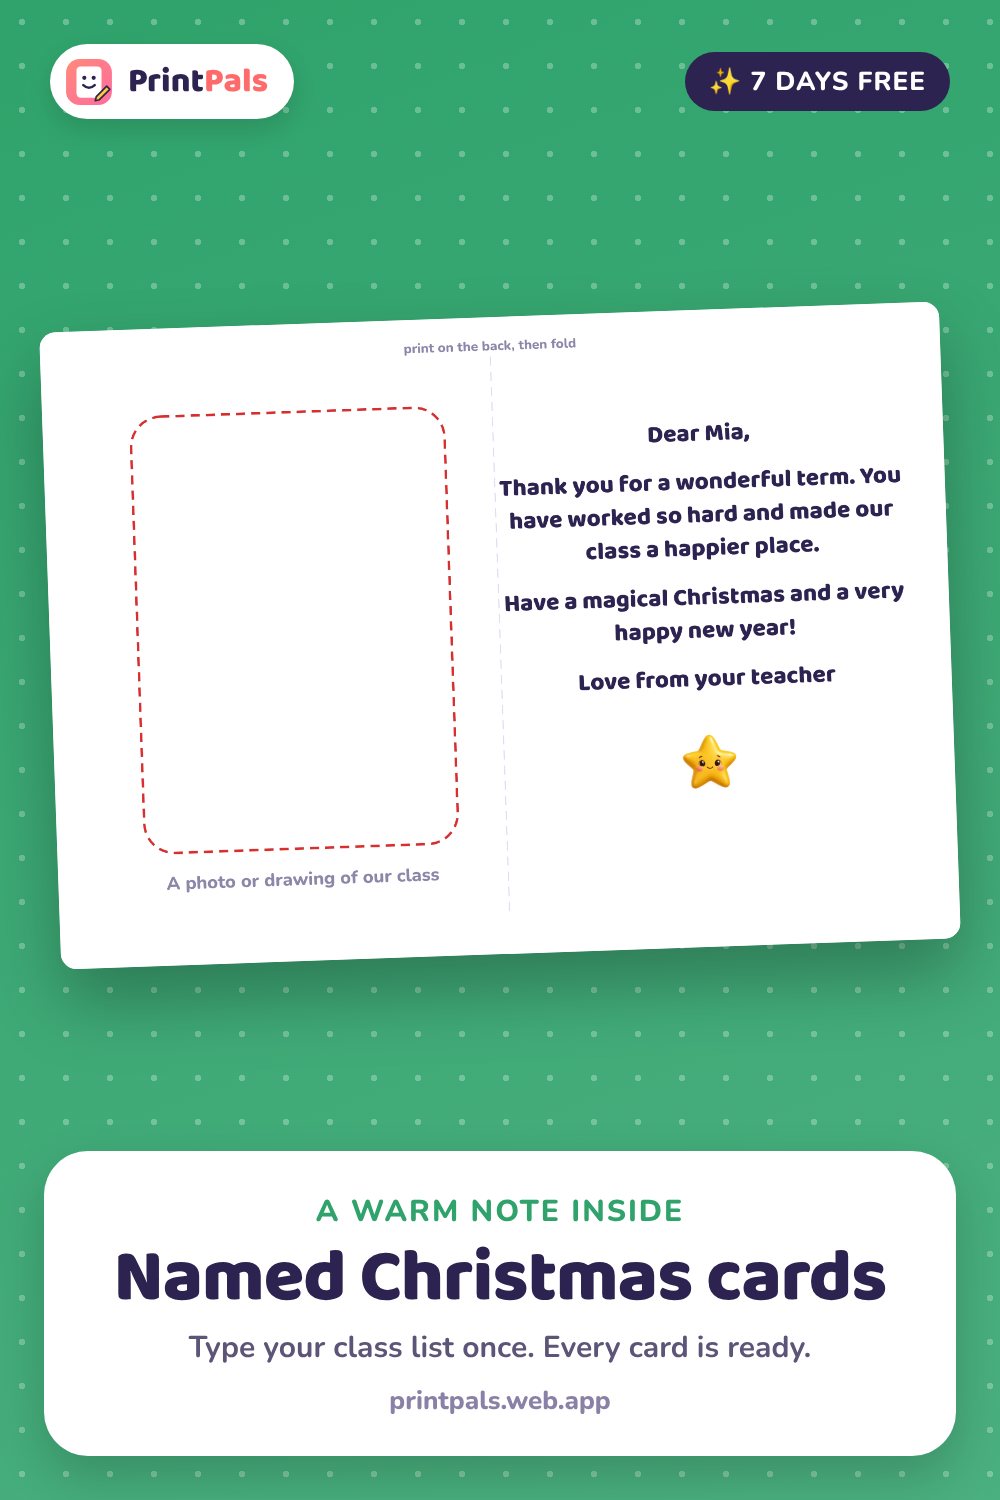 PrintPals
✨ 7 DAYS FREE
print on the back, then fold
Dear Mia,
Thank you for a wonderful term. You
have worked so hard and made our
class a happier place.
Have a magical Christmas and a very
happy new year!
Love from your teacher
A photo or drawing of our class
A WARM NOTE INSIDE
Named Christmas cards
Type your class list once. Every card is ready.
printpals.web.app